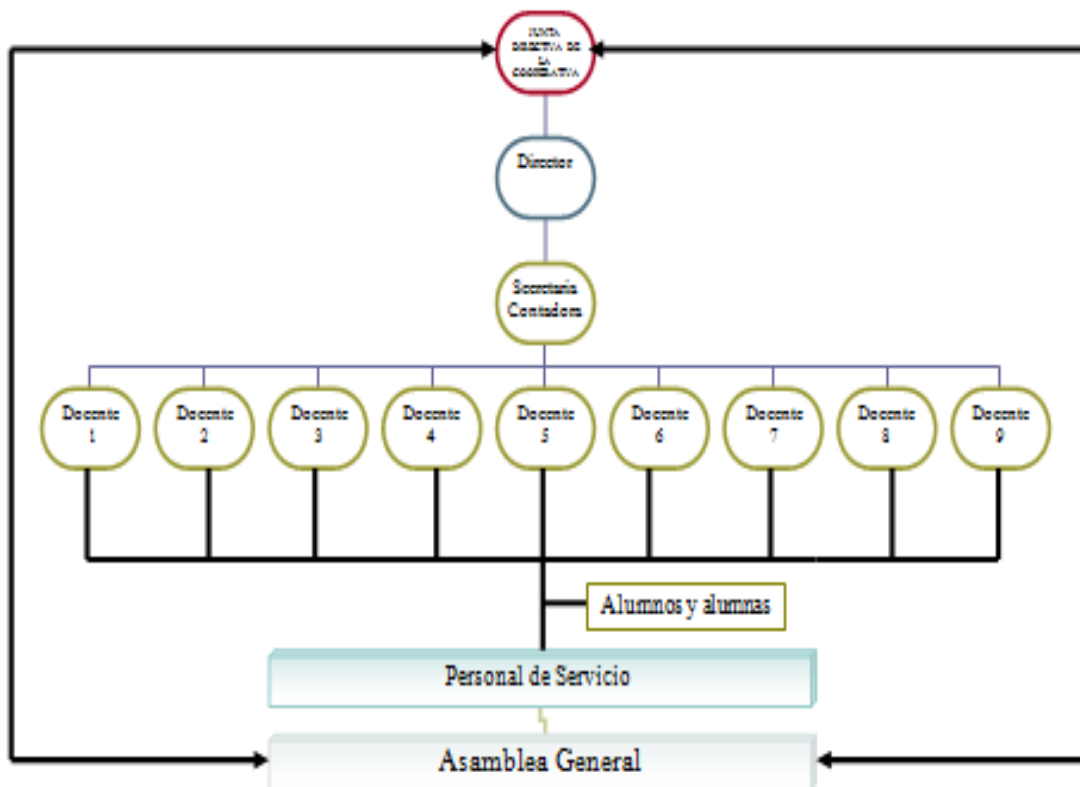 JUNTA
DIRECTIVA DE
LA
COOPERATIVA
Director
Secretaria
Contadora
Docente
1
Docente
2
Docente
3
Docente
4
Docente
5
Docente
6
Docente
7
Docente
8
Docente
9
Alumnos y alumnas
Personal de Servicio
Asamblea General